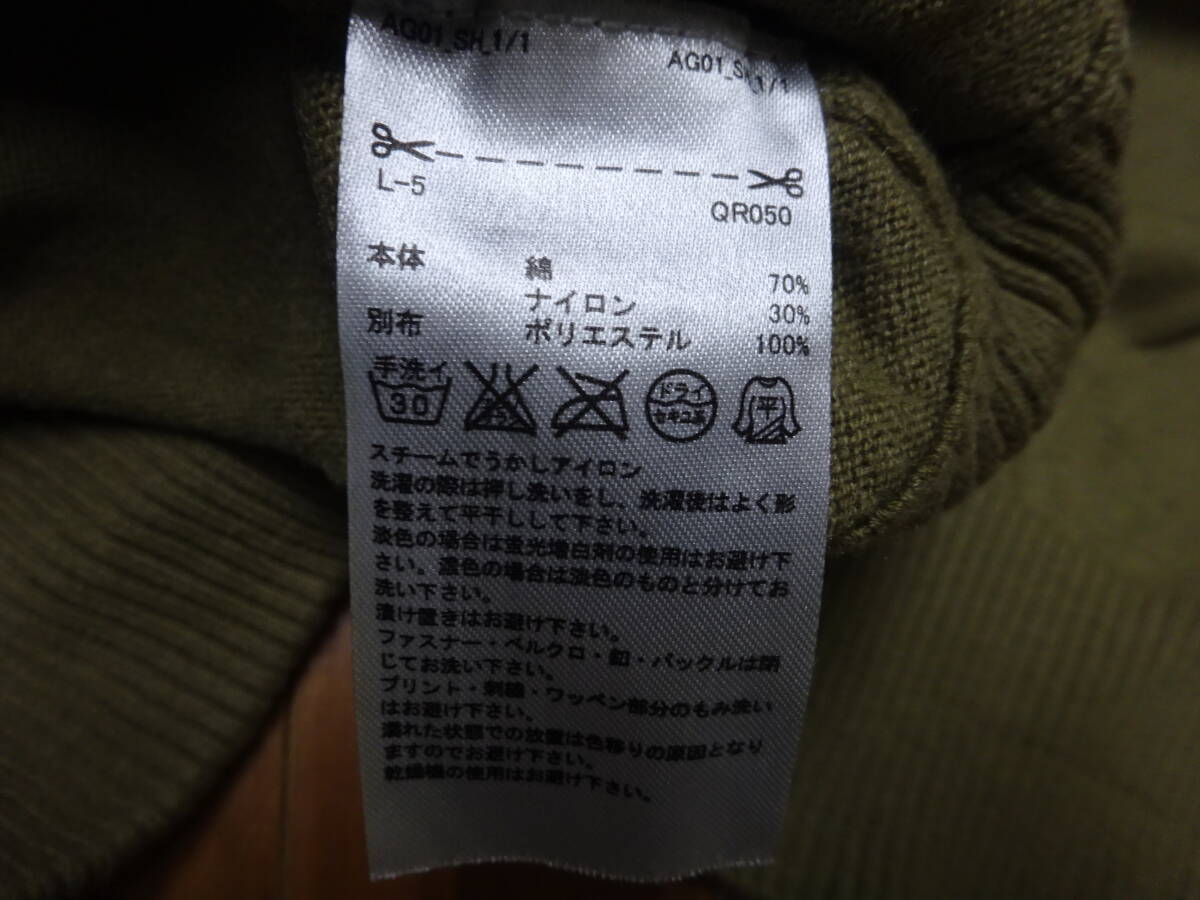 AG01_SH_1/1
AG01_SH_1/1
L-5
QR050
本体 綿 70%
ナイロン 30%
別布 ポリエステル 100%
手洗イ
30
ドライ
セキユ系
平
スチームでうかしアイロン
洗濯の際は押し洗いをし、洗濯後はよく形
を整えて平干しして下さい。
淡色の場合は蛍光増白剤の使用はお避け下
さい。濃色の場合は淡色のものと分けてお
洗い下さい。
漬け置きはお避け下さい。
ファスナー・ベルクロ・釦・バックルは閉
じてお洗い下さい。
プリント・刺繍・ワッペン部分のもみ洗い
はお避け下さい。
濡れた状態での放置は色移りの原因となり
ますのでお避け下さい。
乾燥機の使用はお避け下さい。